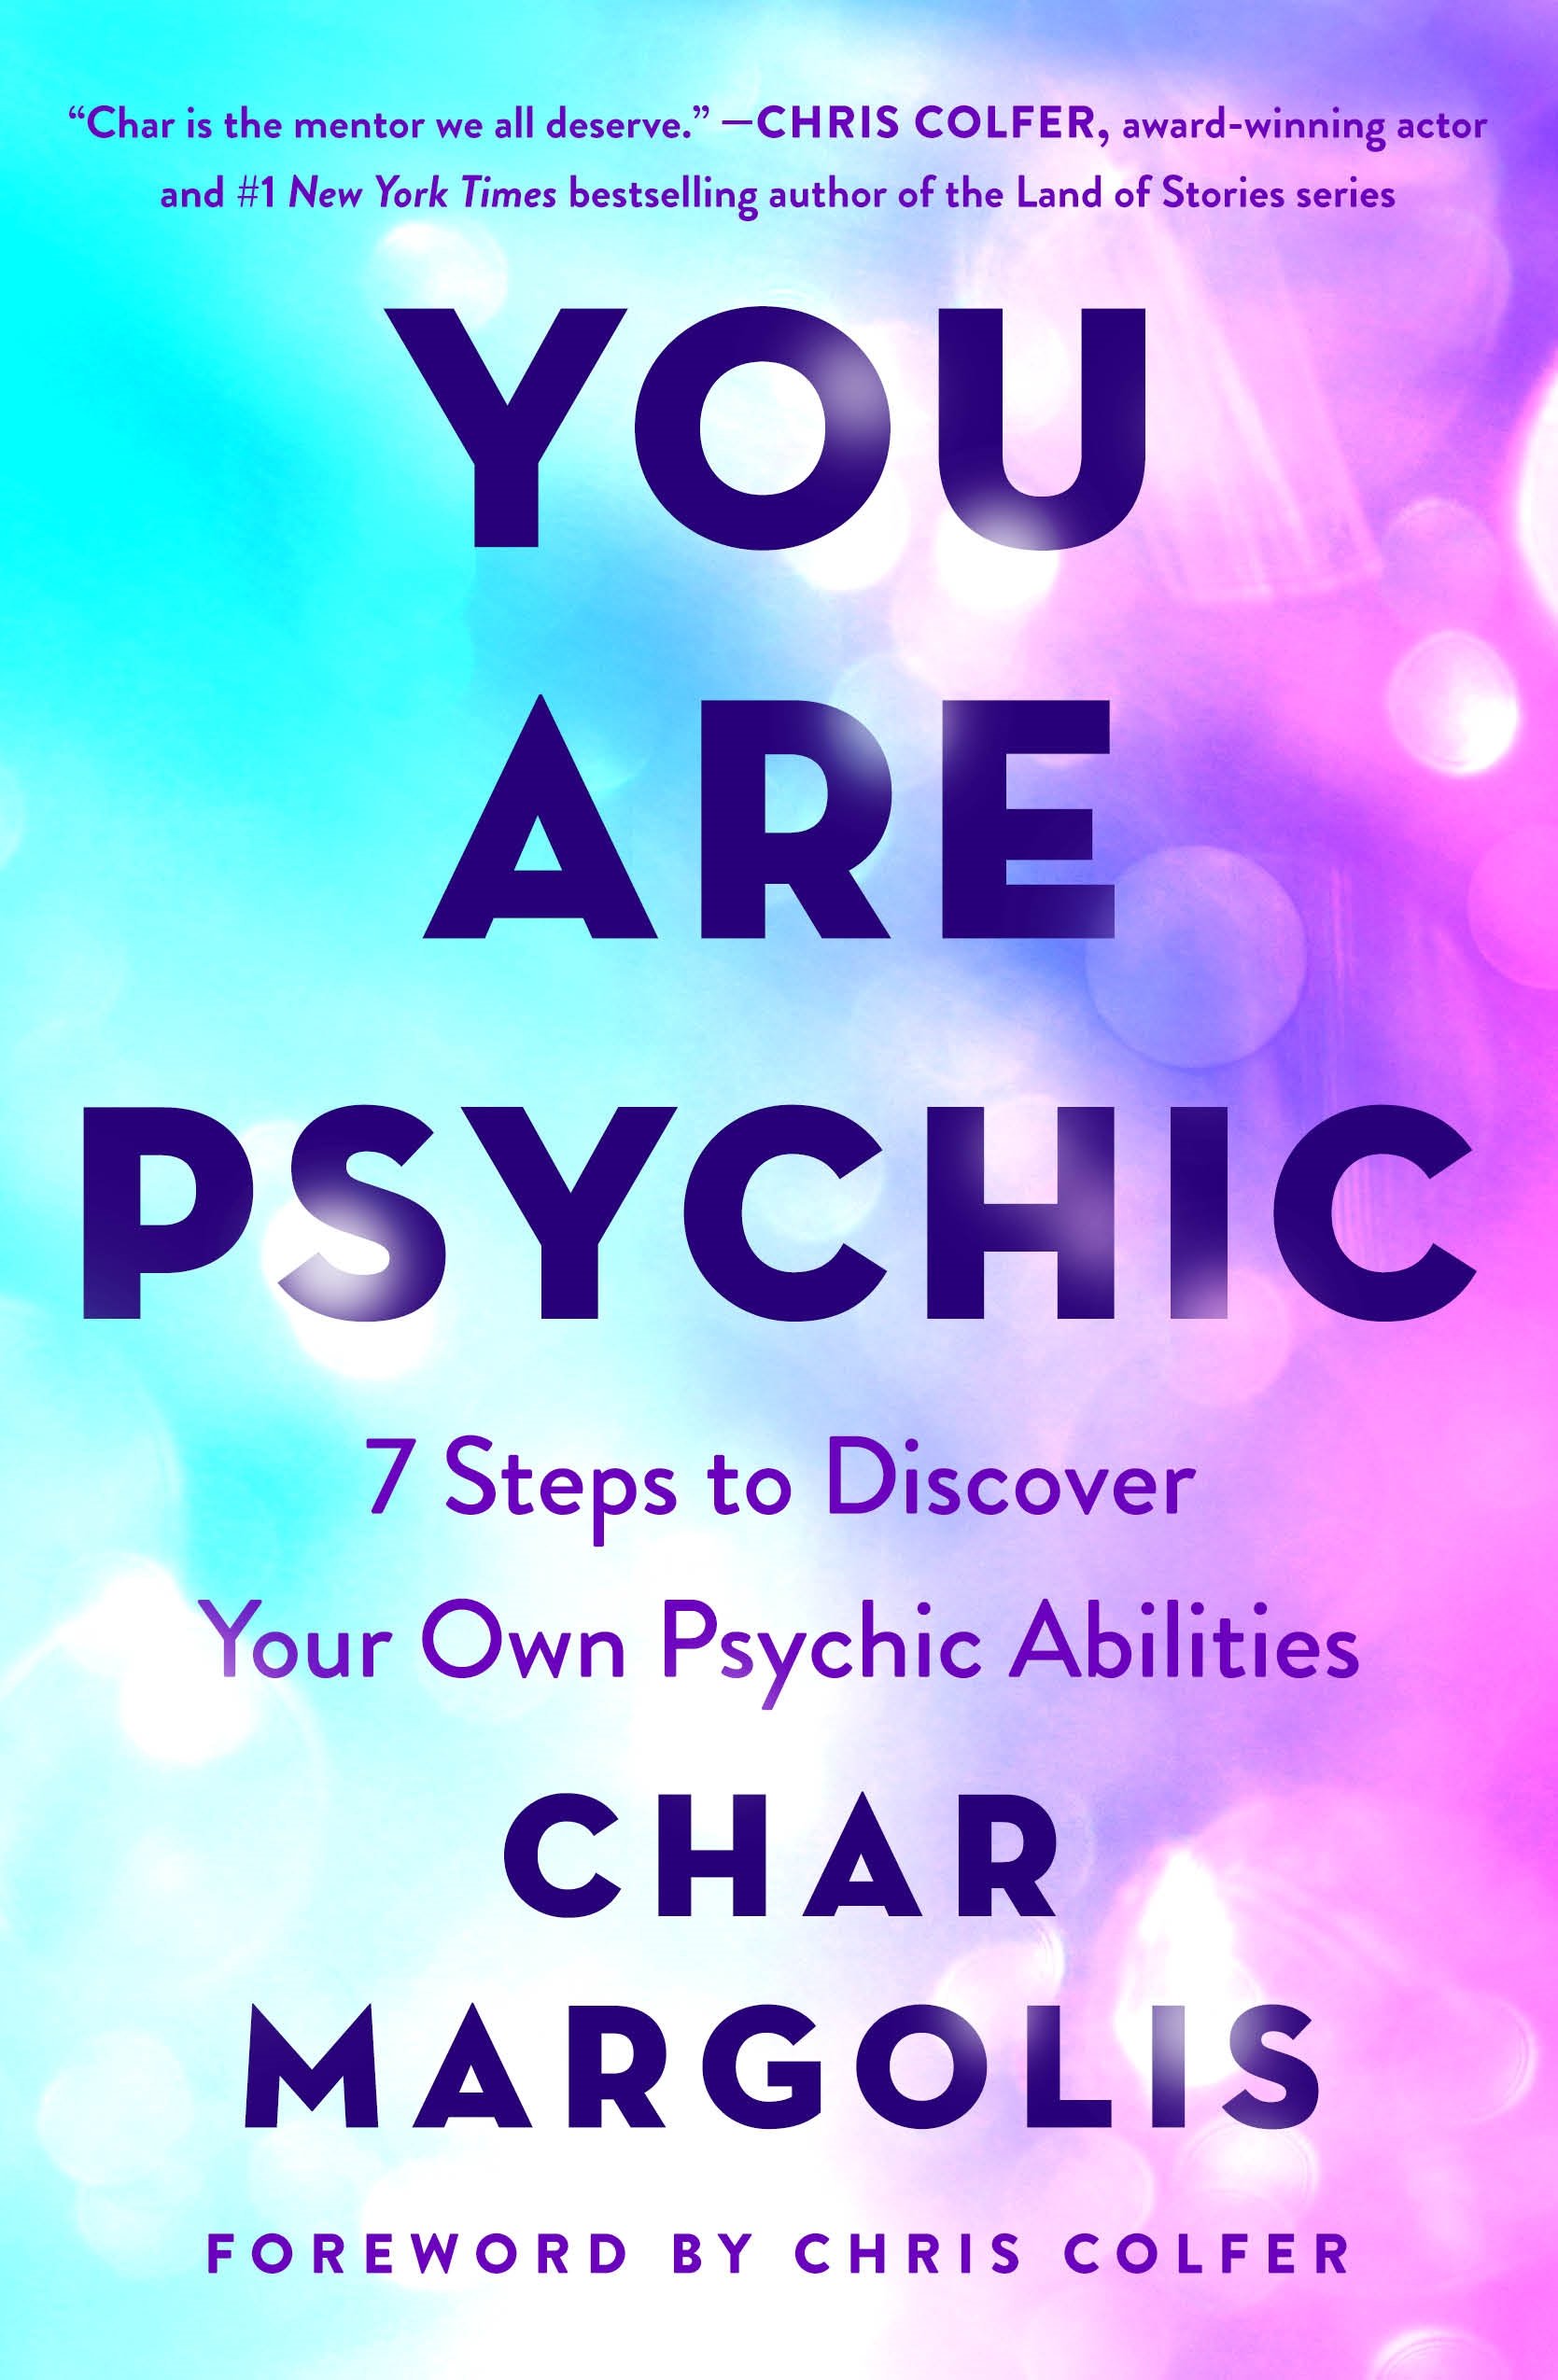 “Char is the mentor we all deserve.” —CHRIS COLFER, award-winning actor
and #1 New York Times bestselling author of the Land of Stories series
YOU
ARE
PSYCHIC
7 Steps to Discover
Your Own Psychic Abilities
CHAR
MARGOLIS
FOREWORD BY CHRIS COLFER